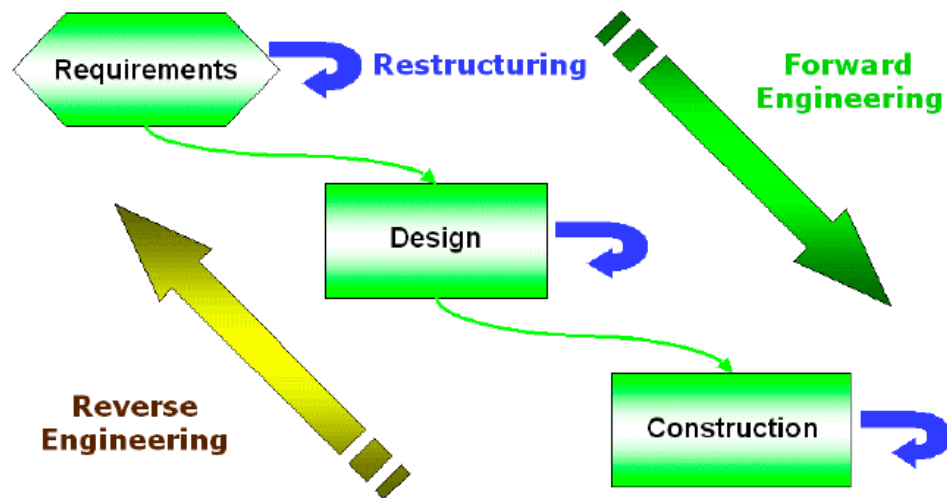 Requirements
Restructuring
Forward
Engineering
Design
Reverse
Engineering
Construction